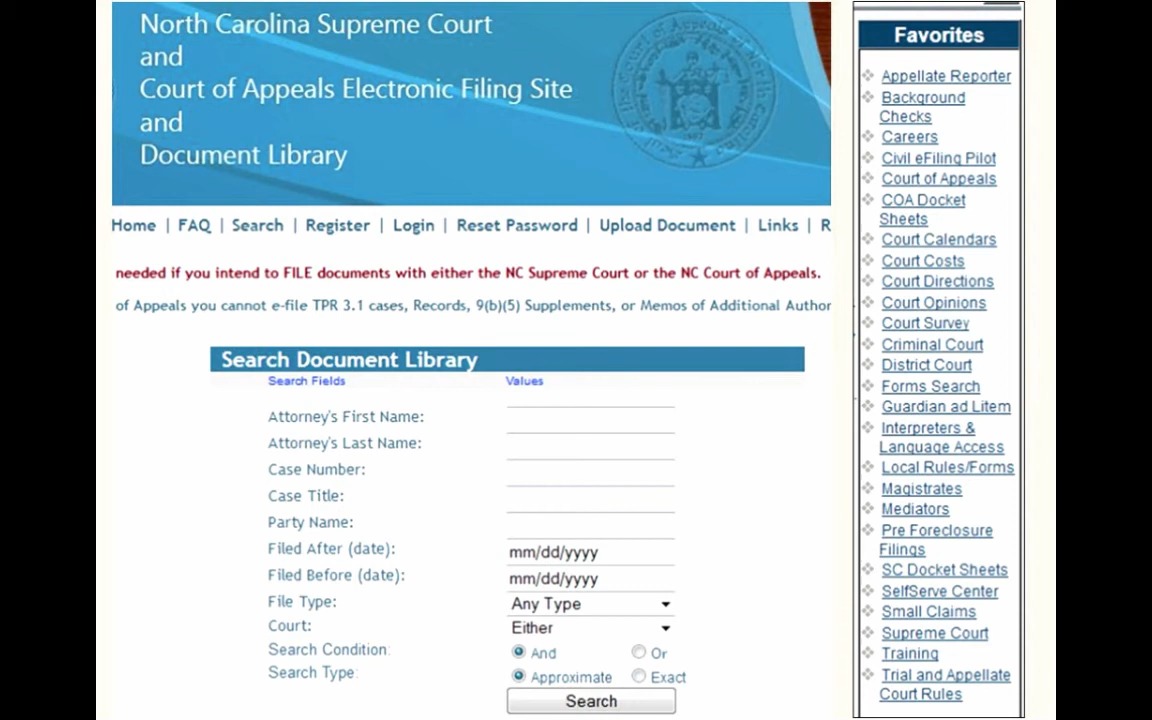 North Carolina Supreme Court
and
Court of Appeals Electronic Filing Site
and
Document Library
Home | FAQ | Search | Register | Login | Reset Password | Upload Document | Links | R
needed if you intend to FILE documents with either the NC Supreme Court or the NC Court of Appeals.
of Appeals you cannot e-file TPR 3.1 cases, Records, 9(b)(5) Supplements, or Memos of Additional Author
Search Document Library
Search Fields Values
Attorney's First Name:
Attorney's Last Name:
Case Number:
Case Title:
Party Name:
Filed After (date): mm/dd/yyyy
Filed Before (date): mm/dd/yyyy
File Type: Any Type
Court: Either
Search Condition: And Or
Search Type: Approximate Exact
Search
Favorites
Appellate Reporter
Background
Checks
Careers
Civil eFiling Pilot
Court of Appeals
COA Docket
Sheets
Court Calendars
Court Costs
Court Directions
Court Opinions
Court Survey
Criminal Court
District Court
Forms Search
Guardian ad Litem
Interpreters &
Language Access
Local Rules/Forms
Magistrates
Mediators
Pre Foreclosure
Filings
SC Docket Sheets
SelfServe Center
Small Claims
Supreme Court
Training
Trial and Appellate
Court Rules